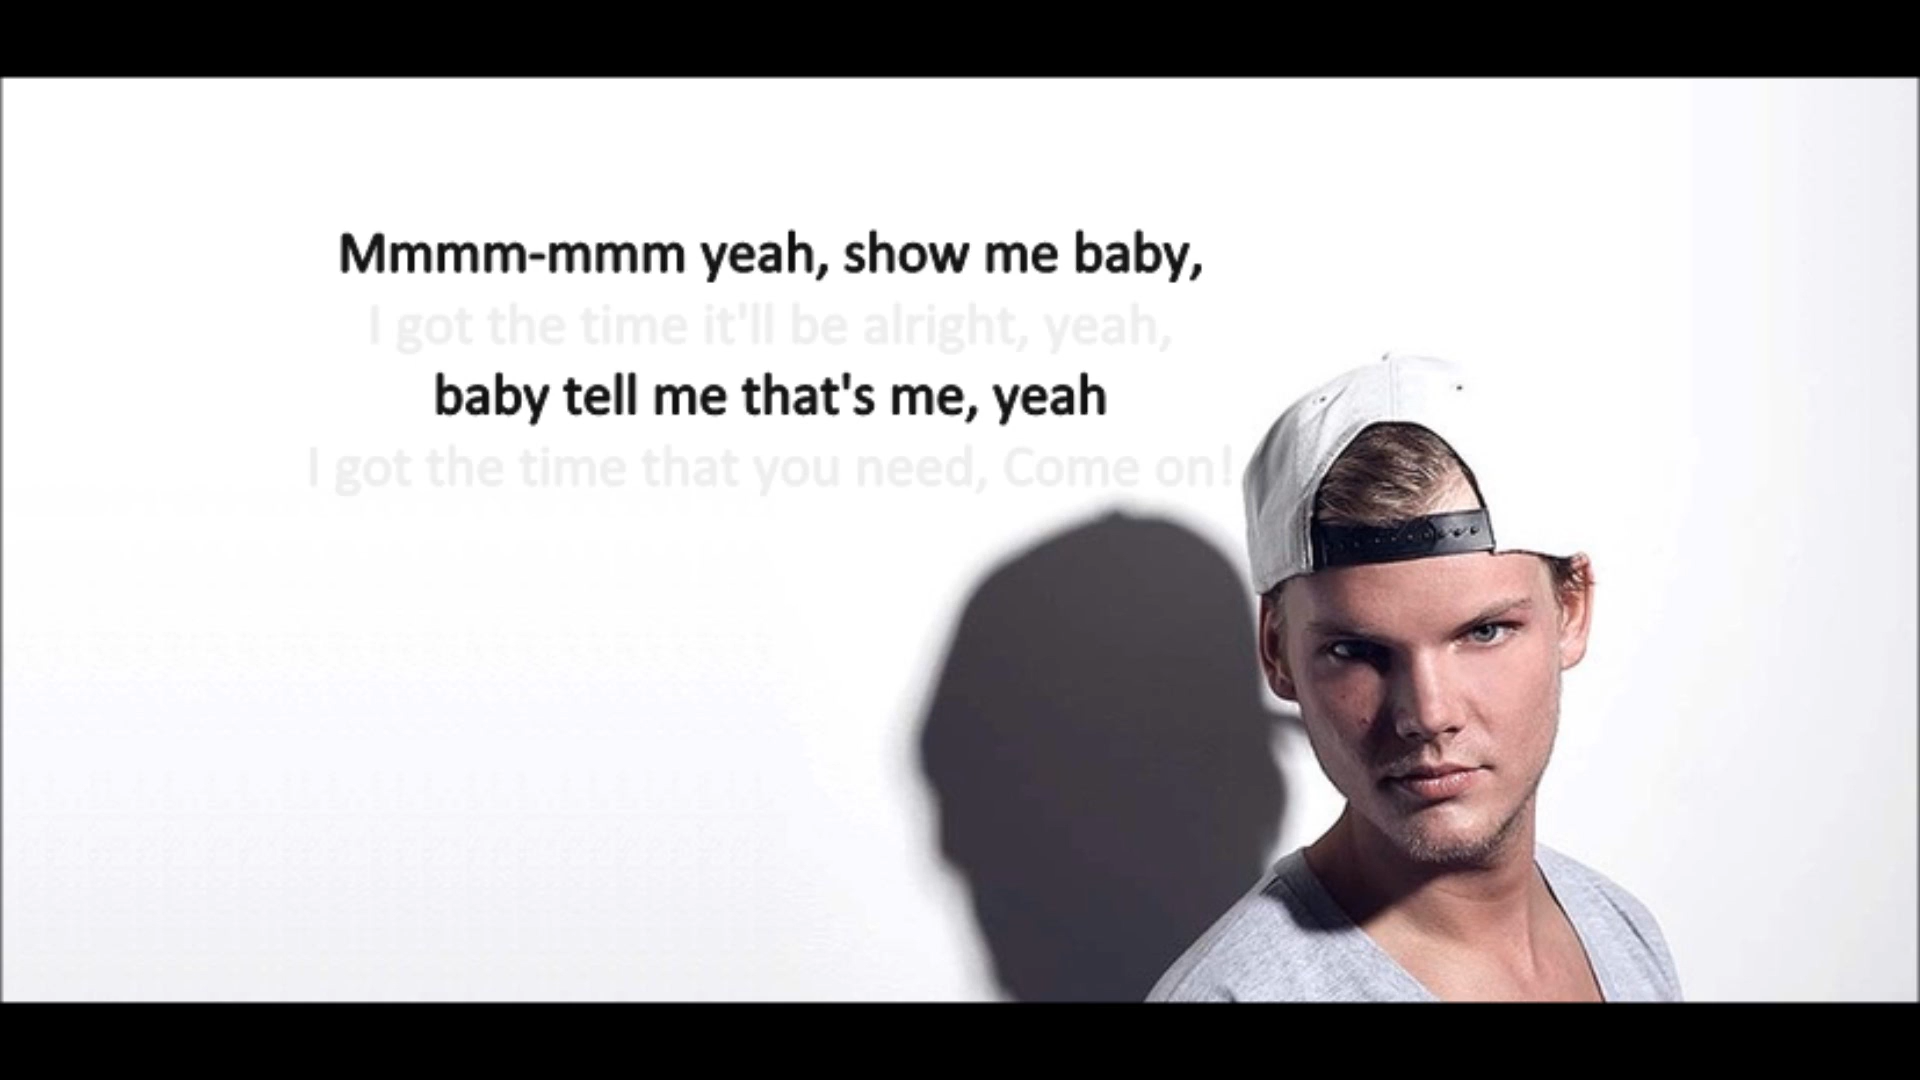 Mmmm-mmm yeah, show me baby,
I got the time it'll be alright, yeah,
baby tell me that's me, yeah
I got the time that you need, Come on!